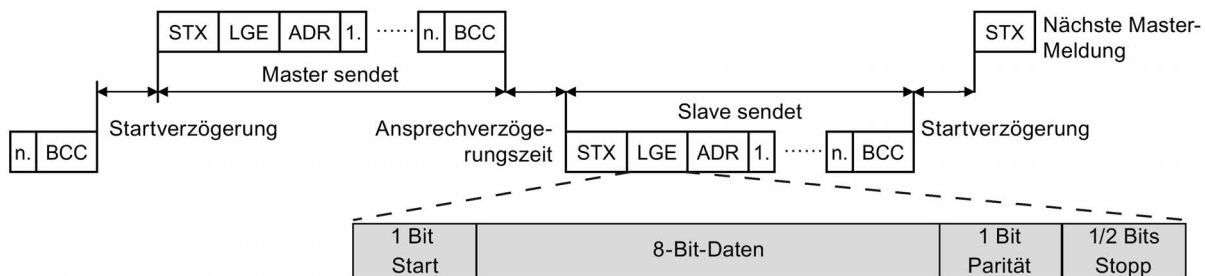 STX LGE ADR 1. ...... n. BCC
STX Nächste Master-
Meldung
Master sendet
Startverzögerung
Ansprechverzöge-
rungszeit
Slave sendet
Startverzögerung
n. BCC
STX LGE ADR 1. ...... n. BCC
1 Bit
Start
8-Bit-Daten
1 Bit
Parität
1/2 Bits
Stopp